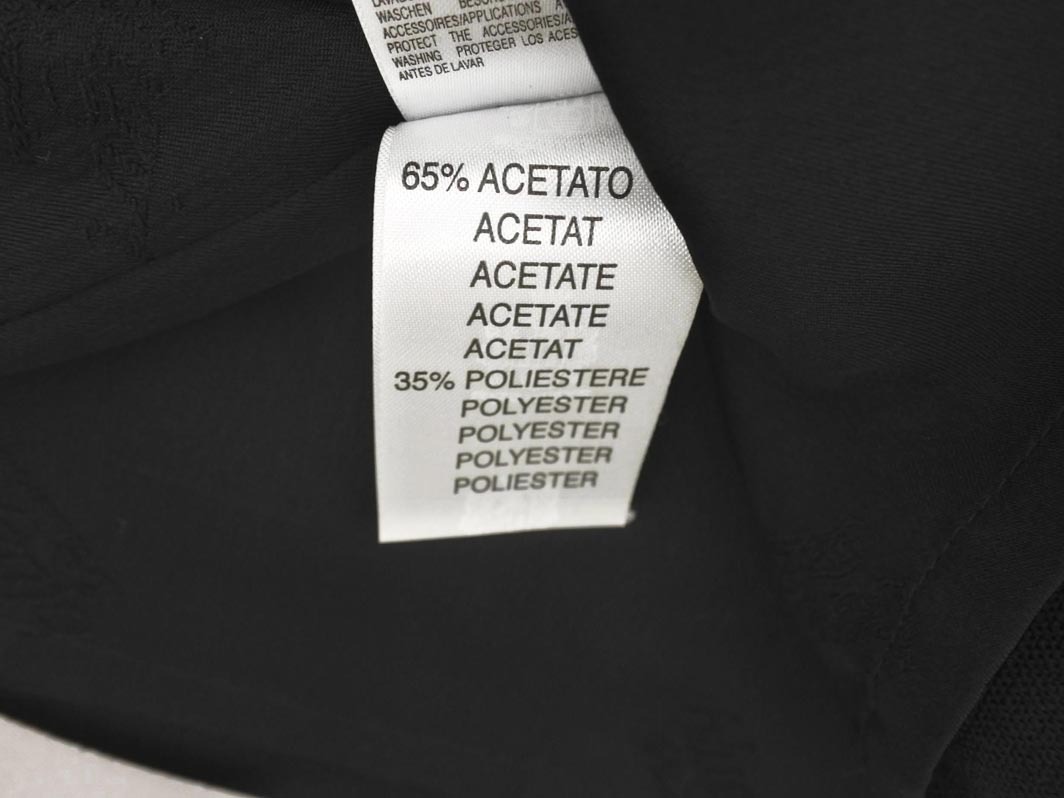 WASCHEN
ACCESSOIRES/APPLICATIONS
PROTECT THE ACCESSORIES/
WASHING PROTEGER LOS
ANTES DE LAVAR
65% ACETATO
ACETAT
ACETATE
ACETATE
ACETAT
35% POLIESTERE
POLYESTER
POLYESTER
POLYESTER
POLIESTER